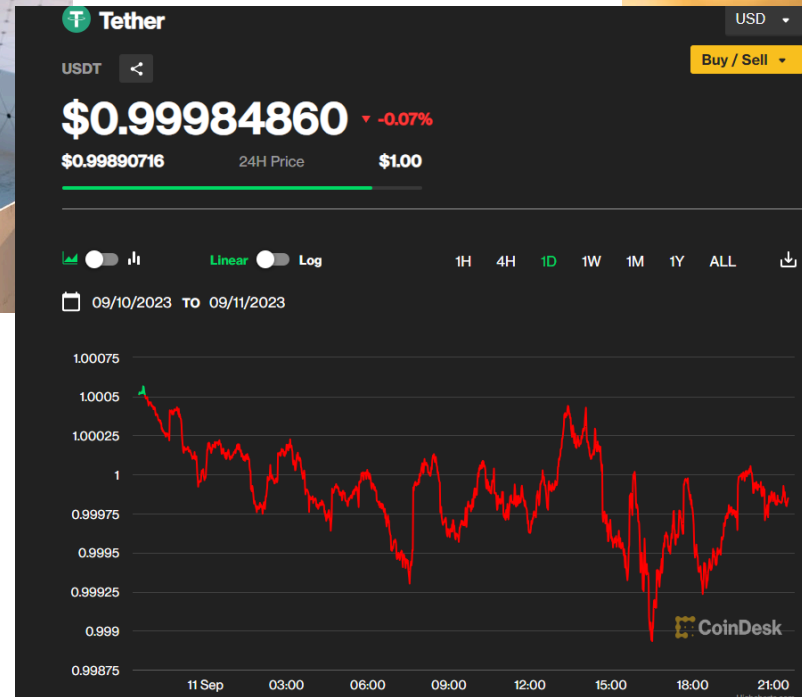 Tether
USD
USDT
Buy / Sell
$0.99984860 -0.07%
$0.99890716 24H Price $1.00
Linear Log 1H 4H 1D 1W 1M 1Y ALL
09/10/2023 TO 09/11/2023
1.00075
1.0005
1.00025
1
0.99975
0.9995
0.99925
0.999
0.99875
CoinDesk
11 Sep 03:00 06:00 09:00 12:00 15:00 18:00 21:00